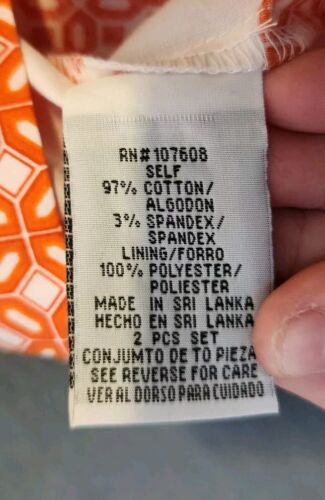 RN#107608
SELF
97% COTTON/
ALGODON
3% SPANDEX/
SPANDEX
LINING/FORRO
100% POLYESTER/
POLIESTER
MADE IN SRI LANKA
HECHO EN SRI LANKA
2 PCS SET
CONJUMTO DE TO PIEZA
SEE REVERSE FOR CARE
VER AL DORSO PARA CUIDADO